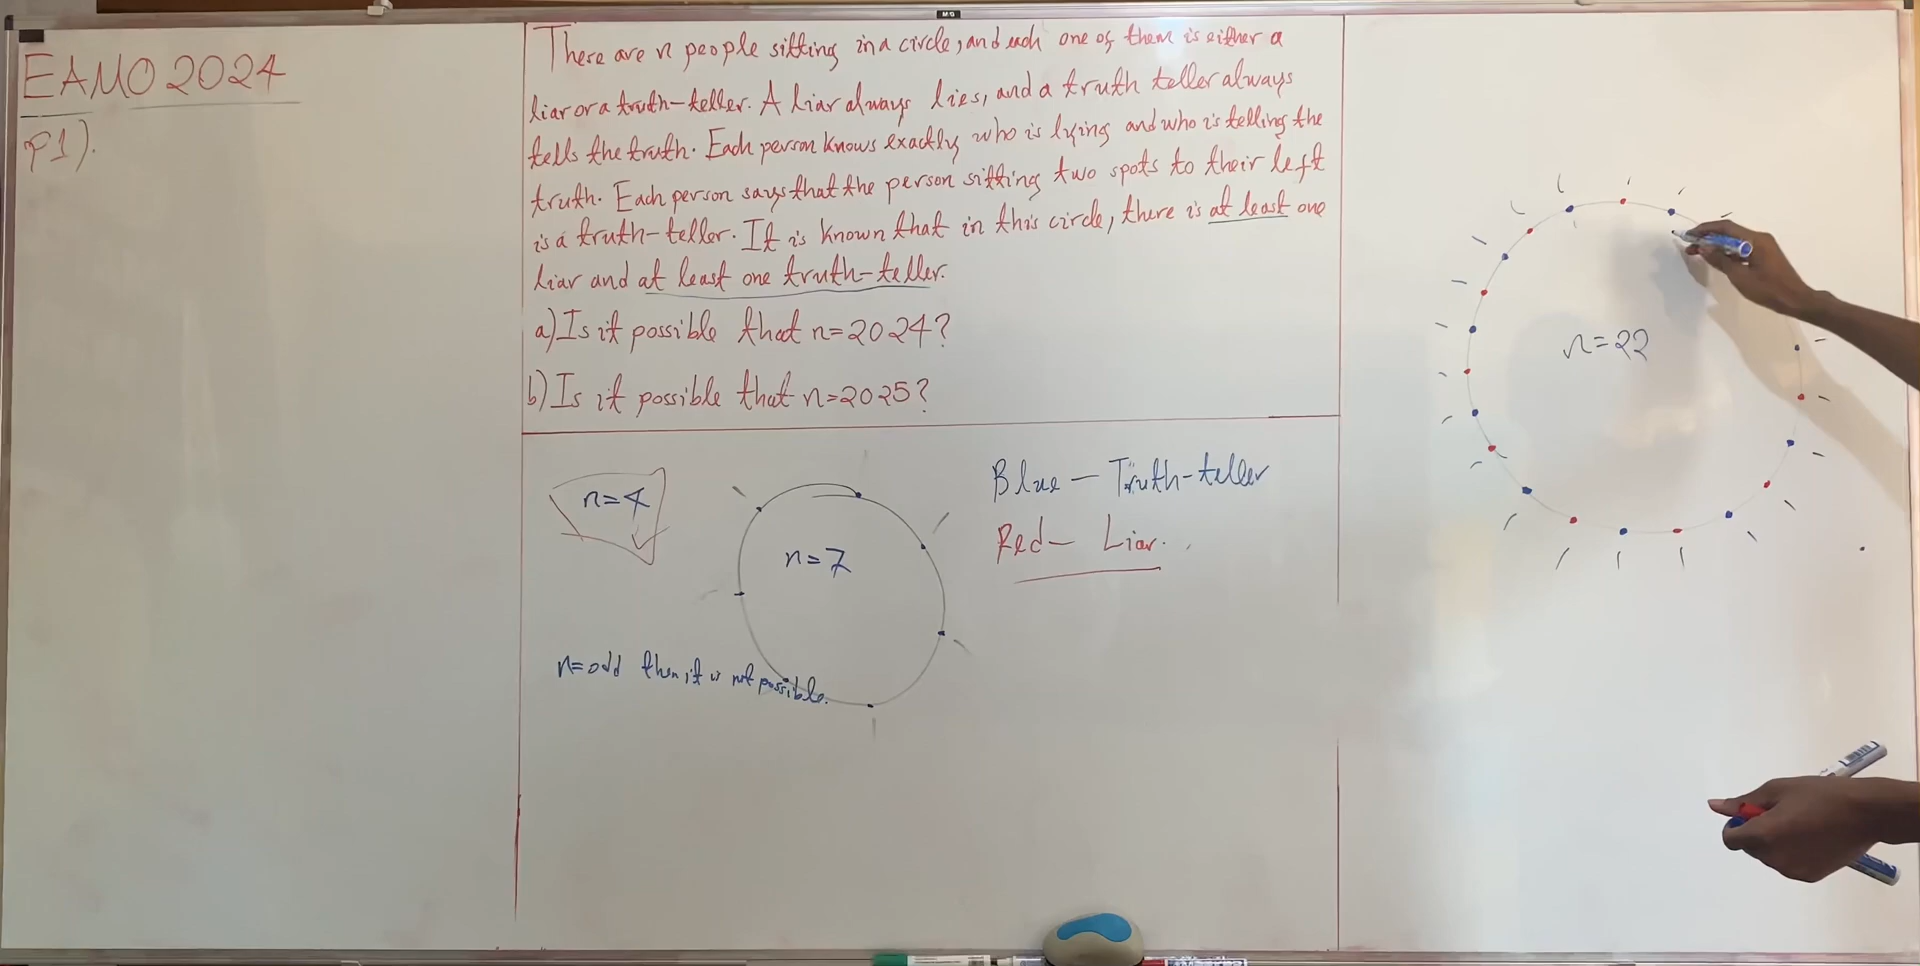 EAMO 2024
P1).
There are n people sitting in a circle, and each one of them is either a
liar or a truth-teller. A liar always lies, and a truth teller always
tells the truth. Each person knows exactly who is lying and who is telling the
truth. Each person says that the person sitting two spots to their left
is a truth-teller. It is known that in this circle, there is at least one
liar and at least one truth-teller.
a) Is it possible that n=2024?
b) Is it possible that n=2025?
n=4
n=7
Blue — Truth-teller
Red — Liar.
n=odd then it is not possible.
n=22